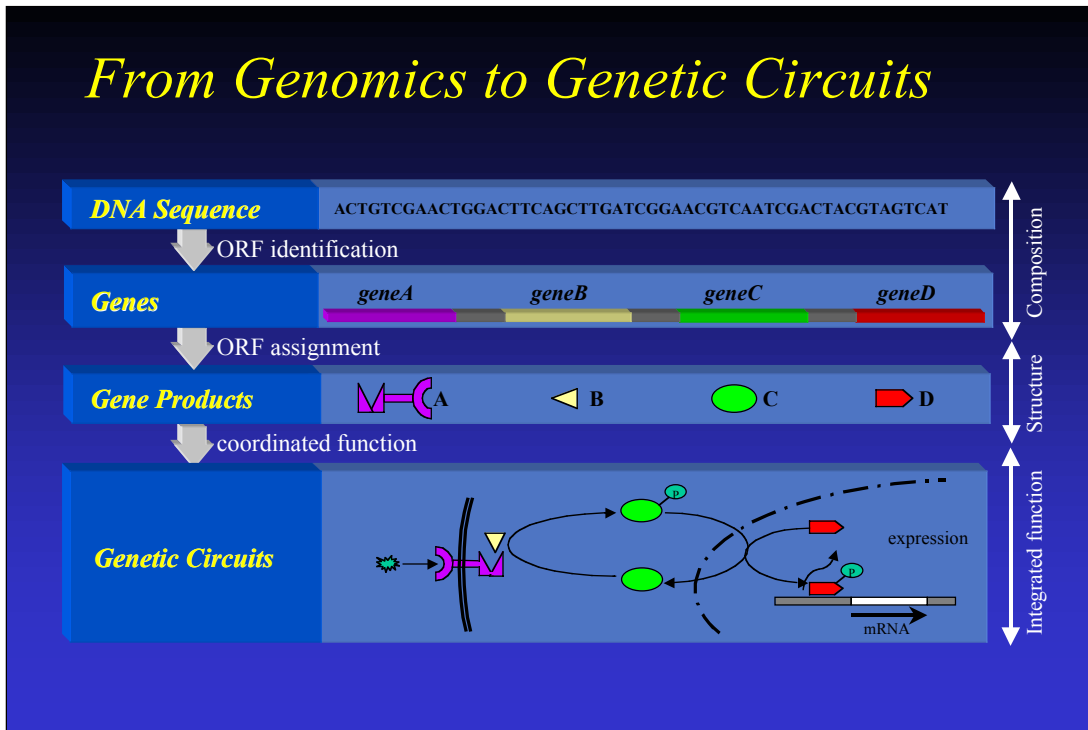 From Genomics to Genetic Circuits
DNA Sequence
ACTGTCGAACTGGACTTCAGCTTGATCGGAACGTCAATCGACTACGTAGTCAT
ORF identification
Genes
geneA geneB geneC geneD
Composition
ORF assignment
Gene Products
A B C D
Structure
coordinated function
Genetic Circuits
P
expression
P
mRNA
Integrated function